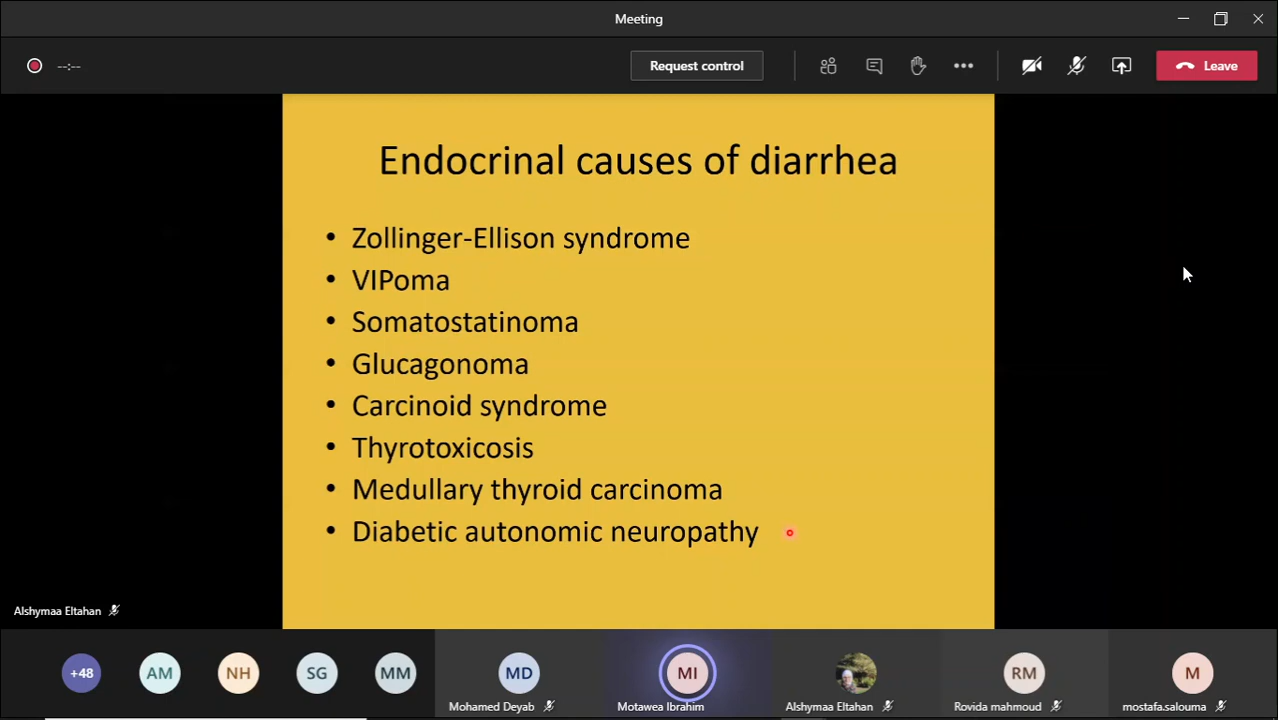 Meeting
--:--
Request control
Leave
Endocrinal causes of diarrhea
• Zollinger-Ellison syndrome
• VIPoma
• Somatostatinoma
• Glucagonoma
• Carcinoid syndrome
• Thyrotoxicosis
• Medullary thyroid carcinoma
• Diabetic autonomic neuropathy
Alshymaa Eltahan
+48
AM
NH
SG
MM
MD
MI
RM
M
Mohamed Deyab
Motawea Ibrahim
Alshymaa Eltahan
Rovida mahmoud
mostafa.salouma